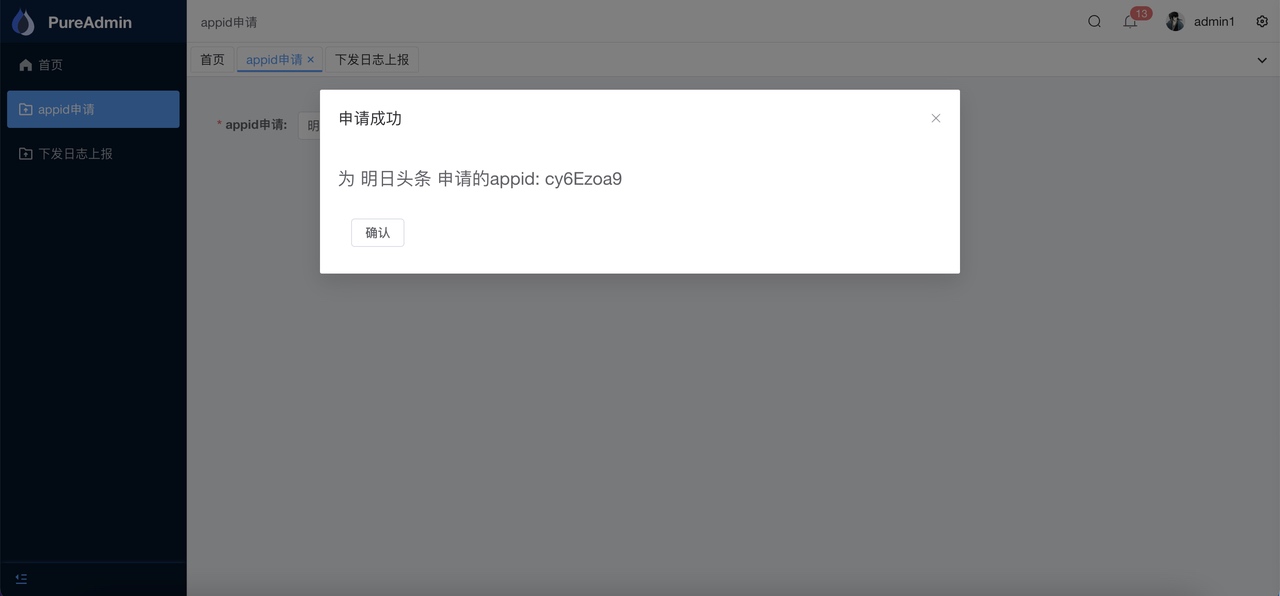 PureAdmin
appid申请
13
admin1
首页
appid申请
下发日志上报
首页
appid申请
下发日志上报
* appid申请:
明
申请成功
为 明日头条 申请的appid: cy6Ezoa9
确认